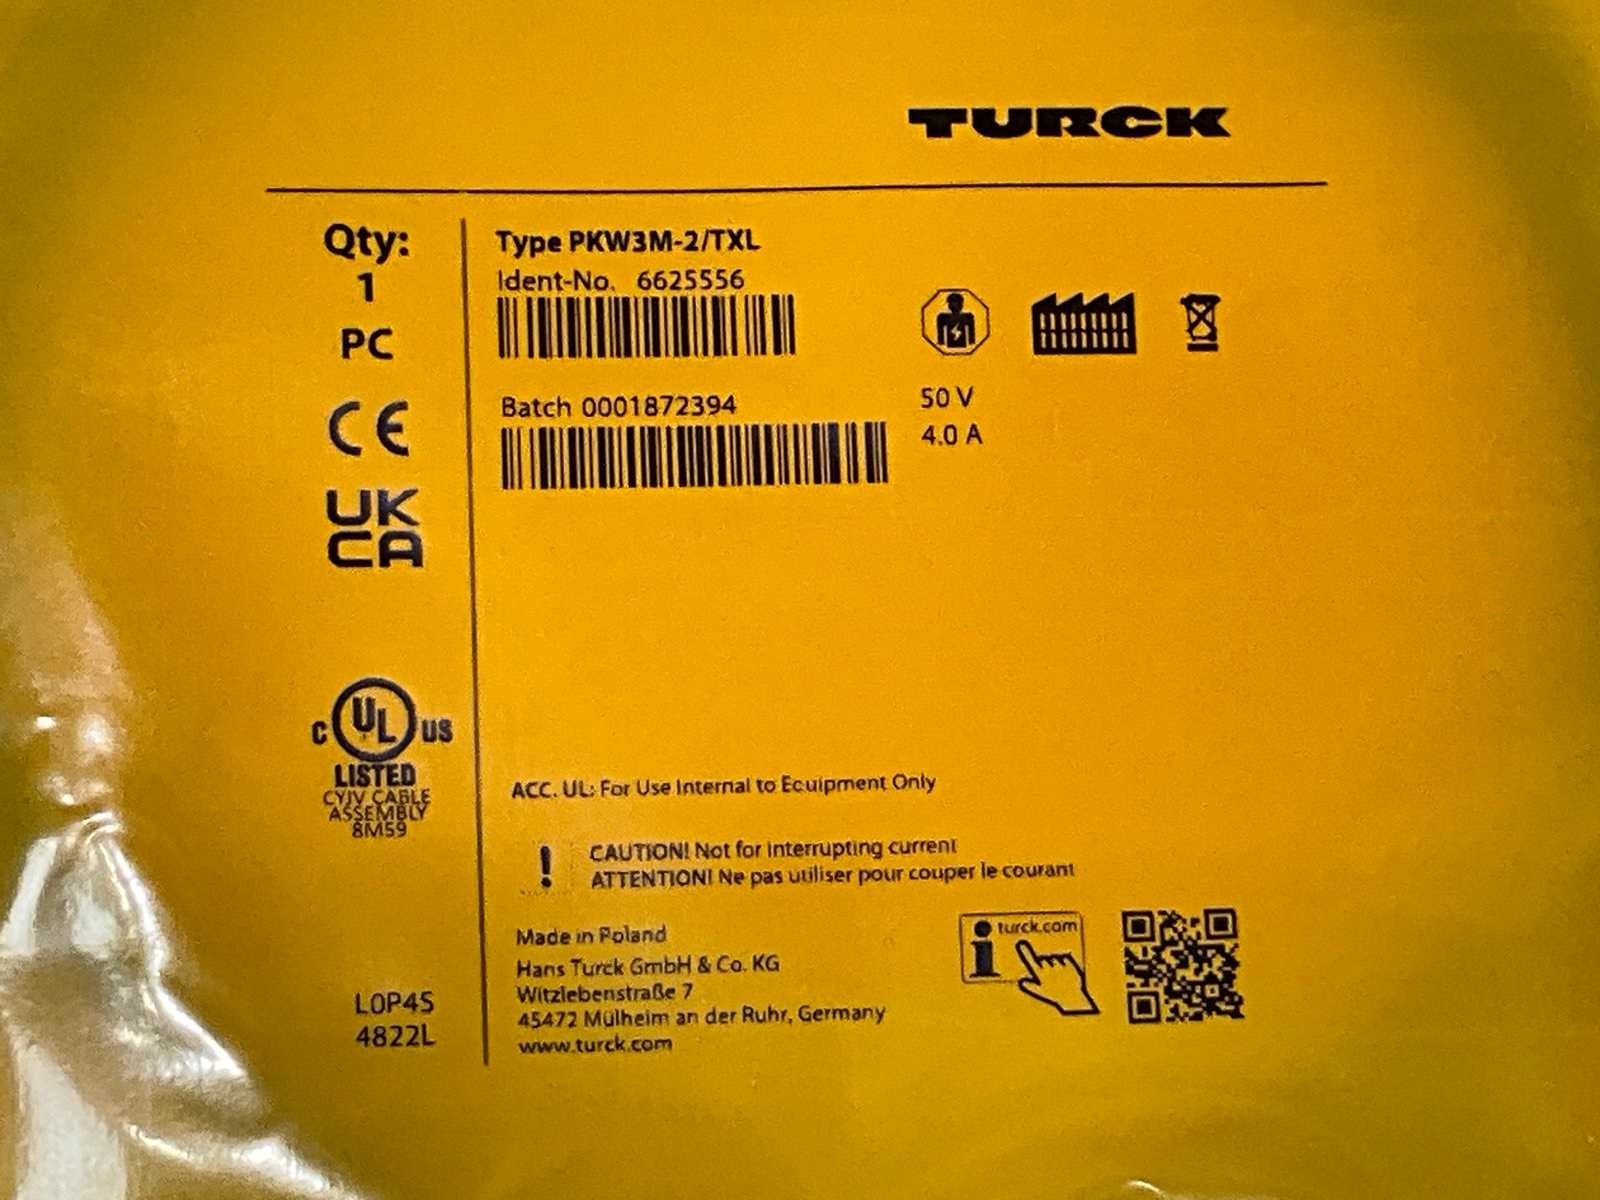 TURCK
Qty:
1
PC
CE
UK
CA
C UL US
LISTED
CYJV CABLE
ASSEMBLY
8M59
L0P4S
4822L
Type PKW3M-2/TXL
Ident-No. 6625556
Batch 0001872394
50 V
4.0 A
ACC. UL: For Use Internal to Equipment Only
! CAUTION! Not for interrupting current
ATTENTION! Ne pas utiliser pour couper le courant
Made in Poland
Hans Turck GmbH & Co. KG
Witzlebenstraße 7
45472 Mülheim an der Ruhr, Germany
www.turck.com
i turck.com